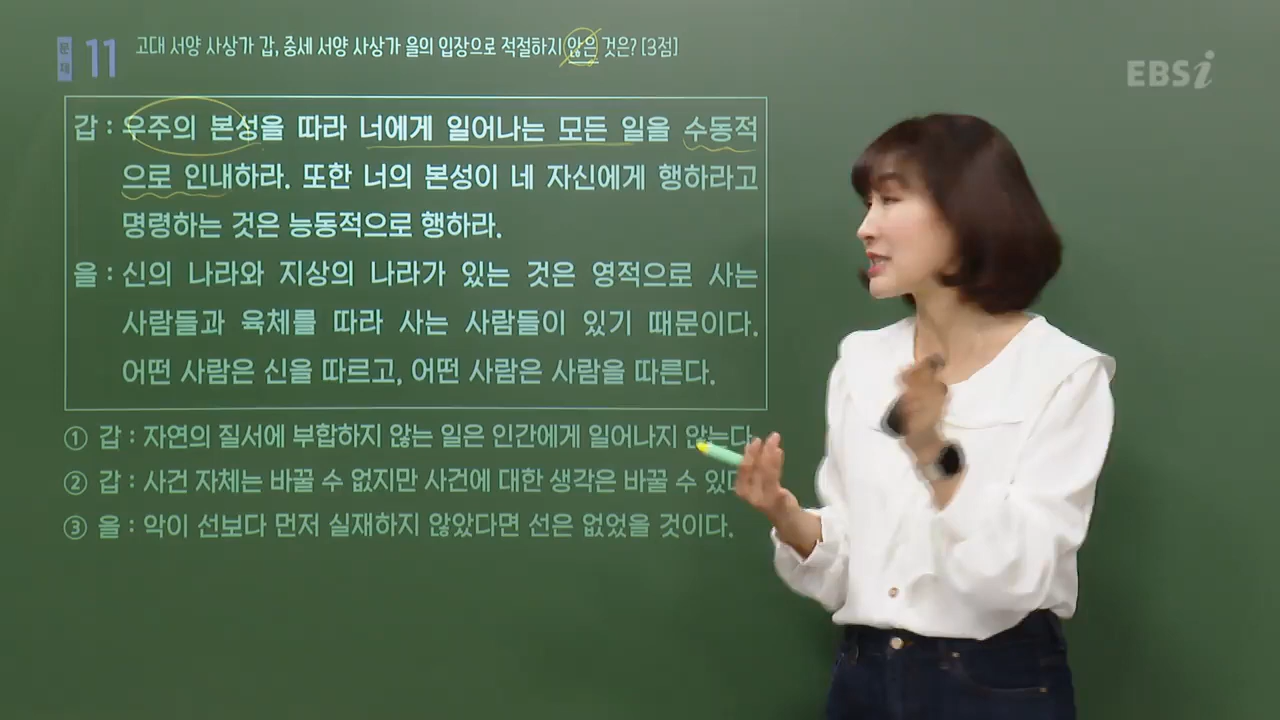 문제 11 고대 서양 사상가 갑, 중세 서양 사상가 을의 입장으로 적절하지 않은 것은? [3점]
EBSi
갑 : 우주의 본성을 따라 너에게 일어나는 모든 일을 수동적
으로 인내하라. 또한 너의 본성이 네 자신에게 행하라고
명령하는 것은 능동적으로 행하라.
을 : 신의 나라와 지상의 나라가 있는 것은 영적으로 사는
사람들과 육체를 따라 사는 사람들이 있기 때문이다.
어떤 사람은 신을 따르고, 어떤 사람은 사람을 따른다.
① 갑 : 자연의 질서에 부합하지 않는 일은 인간에게 일어나지 않는다.
② 갑 : 사건 자체는 바꿀 수 없지만 사건에 대한 생각은 바꿀 수 있다
③ 을 : 악이 선보다 먼저 실재하지 않았다면 선은 없었을 것이다.